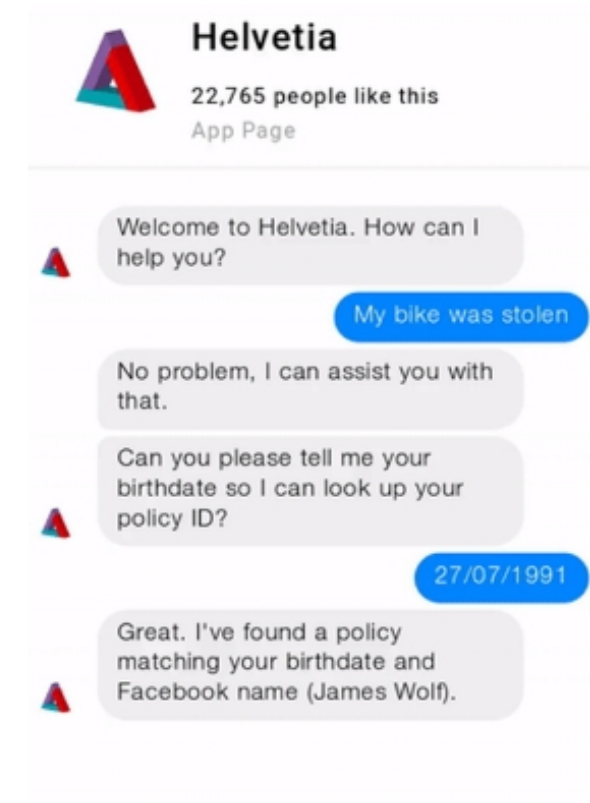 Helvetia
22,765 people like this
App Page
Welcome to Helvetia. How can I
help you?
My bike was stolen
No problem, I can assist you with
that.
Can you please tell me your
birthdate so I can look up your
policy ID?
27/07/1991
Great. I've found a policy
matching your birthdate and
Facebook name (James Wolf).